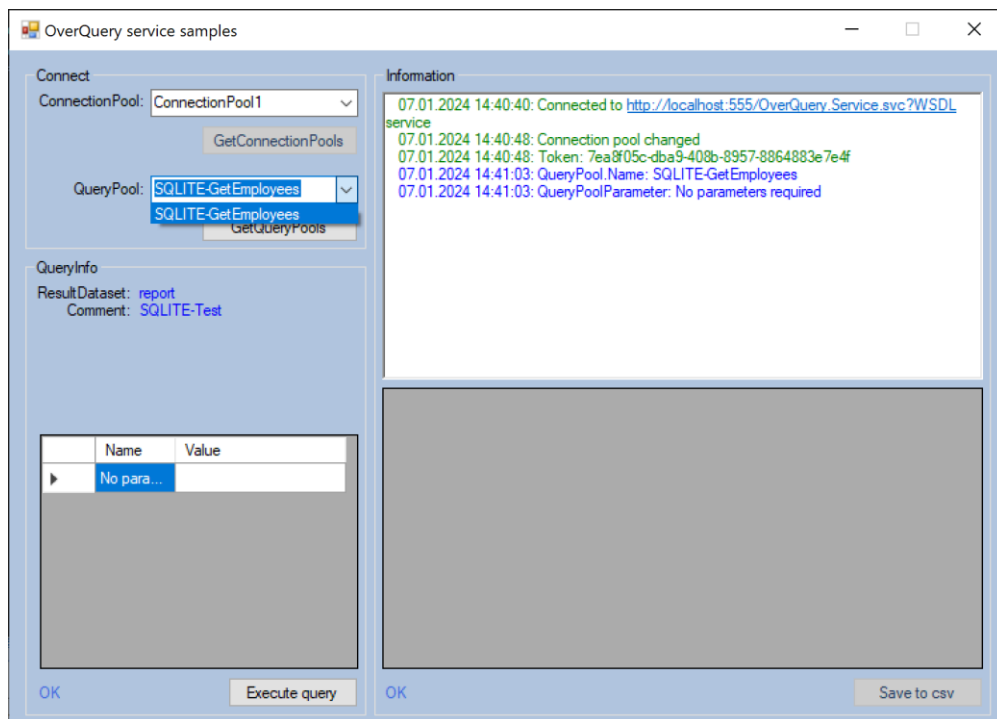 OverQuery service samples
Connect
ConnectionPool: ConnectionPool1
GetConnectionPools
QueryPool: SQLITE-GetEmployees
SQLITE-GetEmployees
GetQueryPools
QueryInfo
ResultDataset: report
Comment: SQLITE-Test
Name Value
No para...
OK
Execute query
Information
07.01.2024 14:40:40: Connected to http://localhost:555/OverQuery.Service.svc?WSDL
service
07.01.2024 14:40:48: Connection pool changed
07.01.2024 14:40:48: Token: 7ea8f05c-dba9-408b-8957-8864883e7e4f
07.01.2024 14:41:03: QueryPool.Name: SQLITE-GetEmployees
07.01.2024 14:41:03: QueryPoolParameter: No parameters required
OK
Save to csv